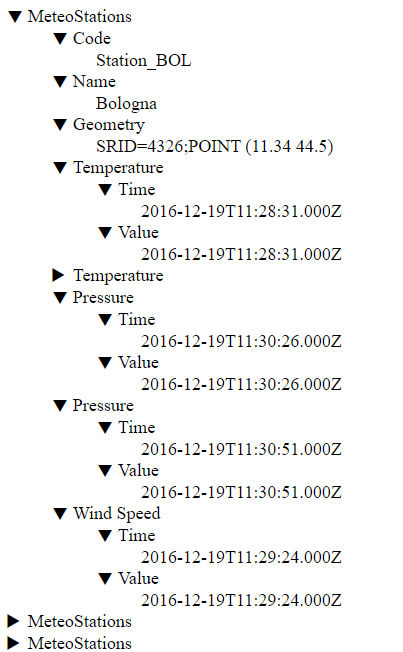 ▼ MeteoStations
▼ Code
Station_BOL
▼ Name
Bologna
▼ Geometry
SRID=4326;POINT (11.34 44.5)
▼ Temperature
▼ Time
2016-12-19T11:28:31.000Z
▼ Value
2016-12-19T11:28:31.000Z
▶ Temperature
▼ Pressure
▼ Time
2016-12-19T11:30:26.000Z
▼ Value
2016-12-19T11:30:26.000Z
▼ Pressure
▼ Time
2016-12-19T11:30:51.000Z
▼ Value
2016-12-19T11:30:51.000Z
▼ Wind Speed
▼ Time
2016-12-19T11:29:24.000Z
▼ Value
2016-12-19T11:29:24.000Z
▶ MeteoStations
▶ MeteoStations